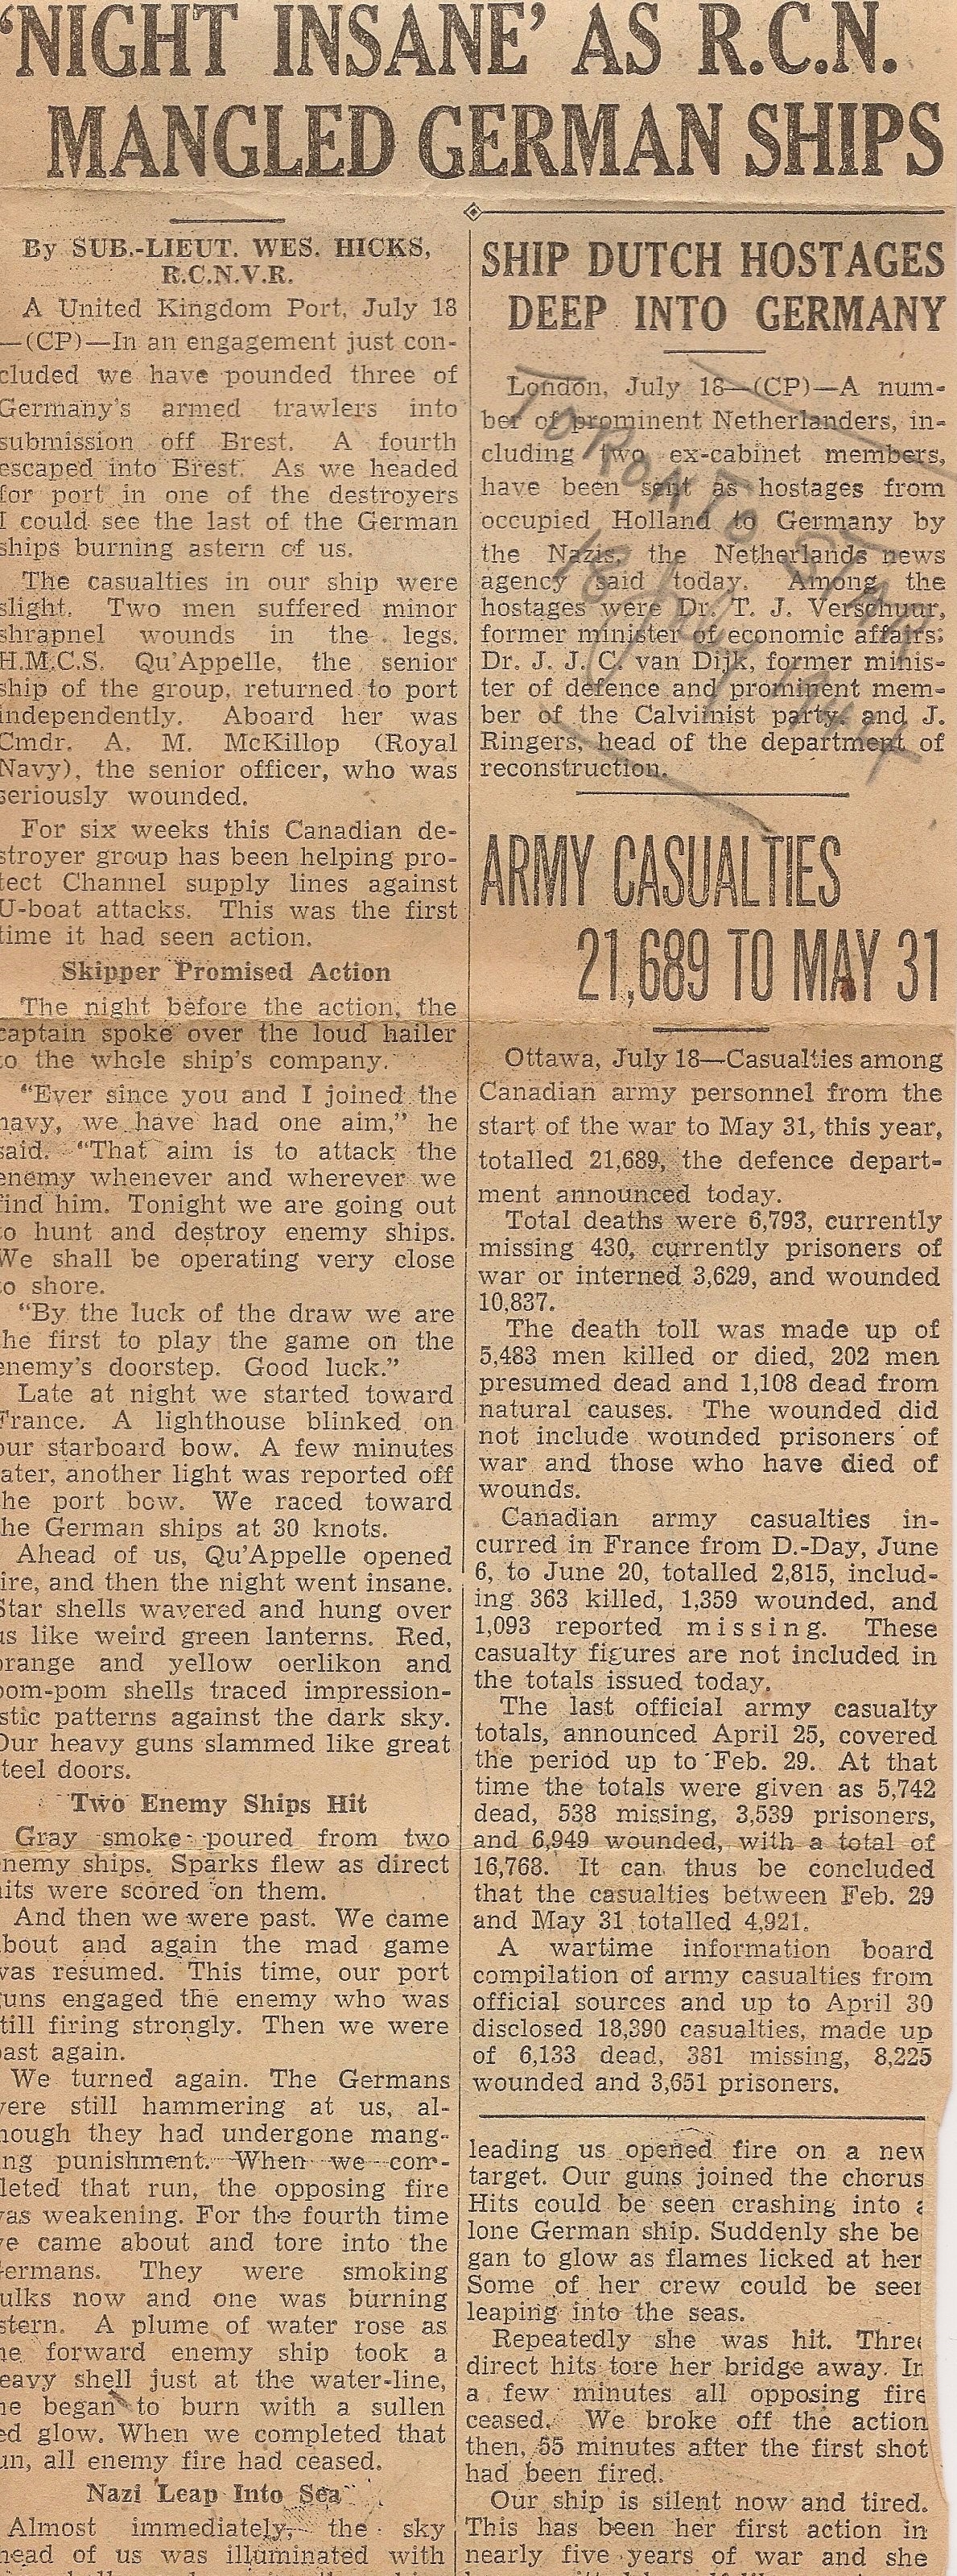 'NIGHT INSANE' AS R.C.N.
MANGLED GERMAN SHIPS
By SUB.-LIEUT. WES. HICKS,
R.C.N.V.R.
A United Kingdom Port, July 18
—(CP)—In an engagement just con-
cluded we have pounded three of
Germany's armed trawlers into
submission off Brest. A fourth
escaped into Brest. As we headed
for port in one of the destroyers
I could see the last of the German
ships burning astern of us.
The casualties in our ship were
slight. Two men suffered minor
shrapnel wounds in the legs.
H.M.C.S. Qu'Appelle, the senior
ship of the group, returned to port
independently. Aboard her was
Cmdr. A. M. McKillop (Royal
Navy), the senior officer, who was
seriously wounded.
For six weeks this Canadian de-
stroyer group has been helping pro-
tect Channel supply lines against
U-boat attacks. This was the first
time it had seen action.
Skipper Promised Action
The night before the action, the
captain spoke over the loud hailer
to the whole ship's company.
"Ever since you and I joined the
navy, we have had one aim," he
said. "That aim is to attack the
enemy whenever and wherever we
find him. Tonight we are going out
to hunt and destroy enemy ships.
We shall be operating very close
to shore.
"By the luck of the draw we are
the first to play the game on the
enemy's doorstep. Good luck."
Late at night we started toward
France. A lighthouse blinked on
our starboard bow. A few minutes
ater, another light was reported off
he port bow. We raced toward
he German ships at 30 knots.
Ahead of us, Qu'Appelle opened
ire, and then the night went insane.
Star shells wavered and hung over
us like weird green lanterns. Red,
orange and yellow oerlikon and
pom-pom shells traced impression-
stic patterns against the dark sky.
Our heavy guns slammed like great
teel doors.
Two Enemy Ships Hit
Gray smoke poured from two
nemy ships. Sparks flew as direct
its were scored on them.
And then we were past. We came
bout and again the mad game
was resumed. This time, our port
uns engaged the enemy who was
till firing strongly. Then we were
ast again.
We turned again. The Germans
ere still hammering at us, al-
hough they had undergone mang-
ng punishment. When we com-
leted that run, the opposing fire
as weakening. For the fourth time
e came about and tore into the
ermans. They were smoking
ulks now and one was burning
stern. A plume of water rose as
he forward enemy ship took a
eavy shell just at the water-line,
he began to burn with a sullen
ed glow. When we completed that
un, all enemy fire had ceased.
Nazi Leap Into Sea
Almost immediately, the sky
head of us was illuminated with
SHIP DUTCH HOSTAGES
DEEP INTO GERMANY
London, July 18—(CP)—A num-
ber of prominent Netherlanders, in-
cluding two ex-cabinet members,
have been sent as hostages from
occupied Holland to Germany by
the Nazis, the Netherlands news
agency said today. Among the
hostages were Dr. T. J. Verschuur,
former minister of economic affairs;
Dr. J. J. C. van Dijk, former minis-
ter of defence and prominent mem-
ber of the Calvinist party, and J.
Ringers, head of the department of
reconstruction.
TORONTO STAR
18 July 1944
ARMY CASUALTIES
21,689 TO MAY 31
Ottawa, July 18—Casualties among
Canadian army personnel from the
start of the war to May 31, this year,
totalled 21,689, the defence depart-
ment announced today.
Total deaths were 6,793, currently
missing 430, currently prisoners of
war or interned 3,629, and wounded
10,837.
The death toll was made up of
5,483 men killed or died, 202 men
presumed dead and 1,108 dead from
natural causes. The wounded did
not include wounded prisoners of
war and those who have died of
wounds.
Canadian army casualties in-
curred in France from D.-Day, June
6, to June 20, totalled 2,815, includ-
ing 363 killed, 1,359 wounded, and
1,093 reported missing. These
casualty figures are not included in
the totals issued today.
The last official army casualty
totals, announced April 25, covered
the period up to Feb. 29. At that
time the totals were given as 5,742
dead, 538 missing, 3,539 prisoners,
and 6,949 wounded, with a total of
16,768. It can thus be concluded
that the casualties between Feb. 29
and May 31 totalled 4,921.
A wartime information board
compilation of army casualties from
official sources and up to April 30
disclosed 18,390 casualties, made up
of 6,133 dead, 381 missing, 8,225
wounded and 3,651 prisoners.
leading us opened fire on a new
target. Our guns joined the chorus
Hits could be seen crashing into a
lone German ship. Suddenly she be
gan to glow as flames licked at her
Some of her crew could be seen
leaping into the seas.
Repeatedly she was hit. Three
direct hits tore her bridge away. In
a few minutes all opposing fire
ceased. We broke off the action
then, 55 minutes after the first shot
had been fired.
Our ship is silent now and tired.
This has been her first action in
nearly five years of war and she